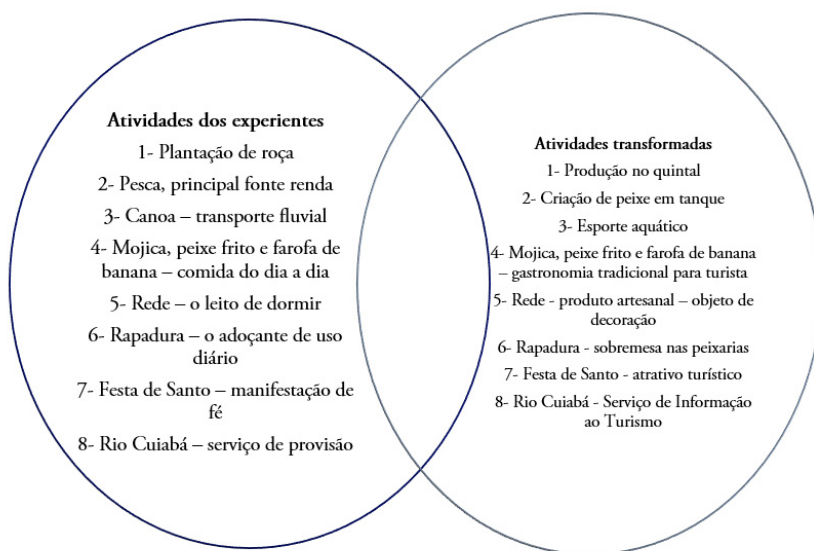 Atividades dos experientes
1- Plantação de roça
2- Pesca, principal fonte renda
3- Canoa – transporte fluvial
4- Mojica, peixe frito e farofa de
banana – comida do dia a dia
5- Rede – o leito de dormir
6- Rapadura – o adoçante de uso
diário
7- Festa de Santo – manifestação de
fé
8- Rio Cuiabá – serviço de provisão
Atividades transformadas
1- Produção no quintal
2- Criação de peixe em tanque
3- Esporte aquático
4- Mojica, peixe frito e farofa de banana
– gastronomia tradicional para turista
5- Rede - produto artesanal – objeto de
decoração
6- Rapadura - sobremesa nas peixarias
7- Festa de Santo - atrativo turístico
8- Rio Cuiabá - Serviço de Informação
ao Turismo